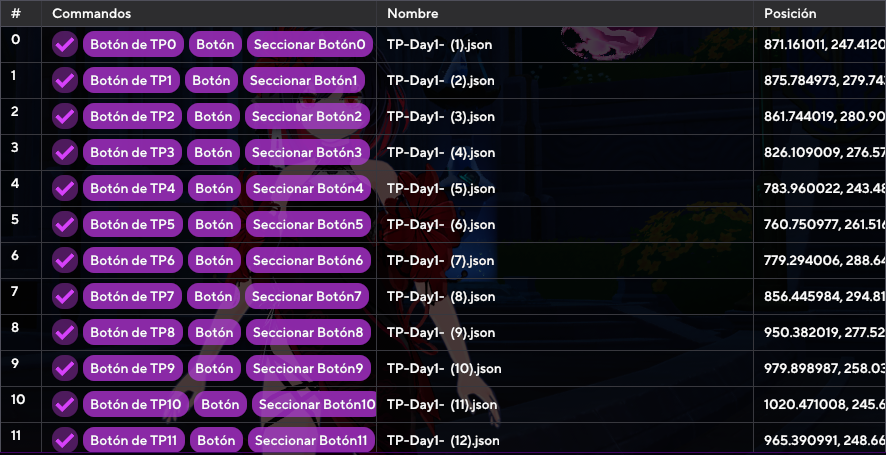 # Commandos Nombre Posición
0 Botón de TP0 Botón Seccionar Botón0 TP-Day1- (1).json 871.161011, 247.4120
1 Botón de TP1 Botón Seccionar Botón1 TP-Day1- (2).json 875.784973, 279.743
2 Botón de TP2 Botón Seccionar Botón2 TP-Day1- (3).json 861.744019, 280.90
3 Botón de TP3 Botón Seccionar Botón3 TP-Day1- (4).json 826.109009, 276.57
4 Botón de TP4 Botón Seccionar Botón4 TP-Day1- (5).json 783.960022, 243.48
5 Botón de TP5 Botón Seccionar Botón5 TP-Day1- (6).json 760.750977, 261.516
6 Botón de TP6 Botón Seccionar Botón6 TP-Day1- (7).json 779.294006, 288.64
7 Botón de TP7 Botón Seccionar Botón7 TP-Day1- (8).json 856.445984, 294.81
8 Botón de TP8 Botón Seccionar Botón8 TP-Day1- (9).json 950.382019, 277.52
9 Botón de TP9 Botón Seccionar Botón9 TP-Day1- (10).json 979.898987, 258.03
10 Botón de TP10 Botón Seccionar Botón10 TP-Day1- (11).json 1020.471008, 245.6
11 Botón de TP11 Botón Seccionar Botón11 TP-Day1- (12).json 965.390991, 248.66